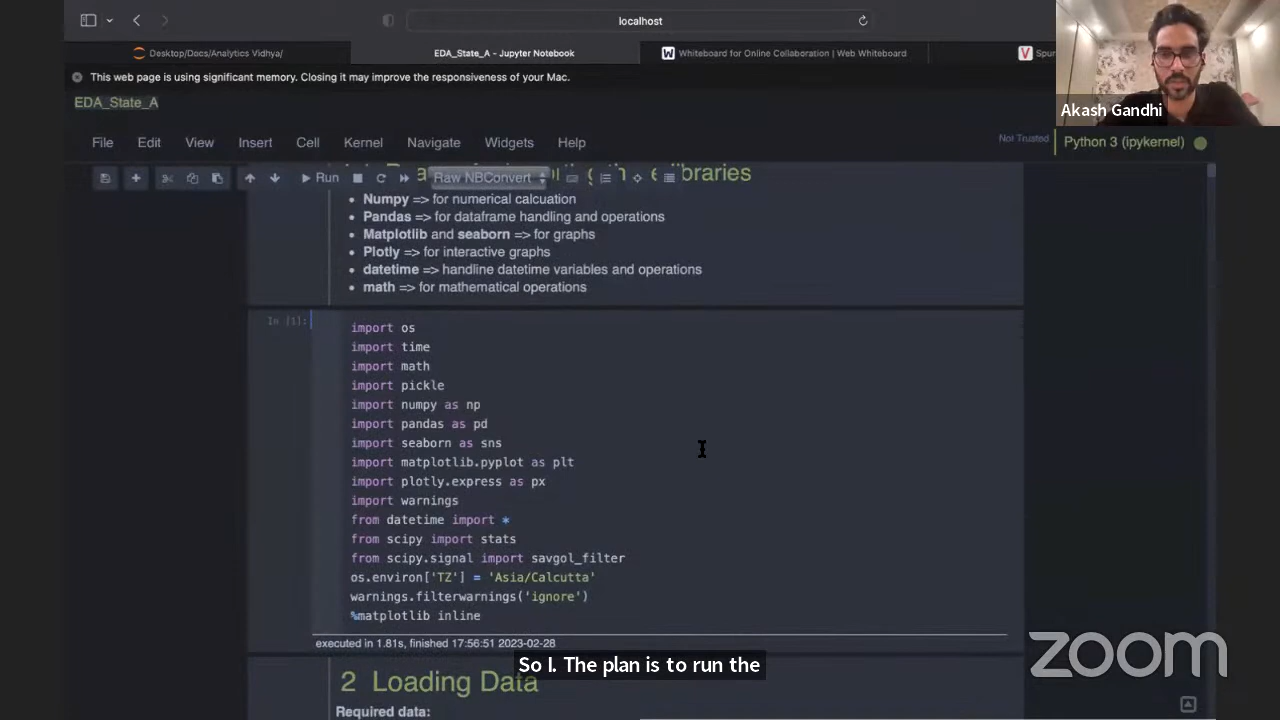 localhost
Desktop/Docs/Analytics Vidhya/
EDA_State_A - Jupyter Notebook
Whiteboard for Online Collaboration | Web Whiteboard
Spur
This web page is using significant memory. Closing it may improve the responsiveness of your Mac.
Akash Gandhi
EDA_State_A
File Edit View Insert Cell Kernel Navigate Widgets Help
Not Trusted
Python 3 (ipykernel)
Run
Raw NBConvert
braries
Numpy => for numerical calcuation
Pandas => for dataframe handling and operations
Matplotlib and seaborn => for graphs
Plotly => for interactive graphs
datetime => handline datetime variables and operations
math => for mathematical operations
In [1]:
import os
import time
import math
import pickle
import numpy as np
import pandas as pd
import seaborn as sns
import matplotlib.pyplot as plt
import plotly.express as px
import warnings
from datetime import *
from scipy import stats
from scipy.signal import savgol_filter
os.environ['TZ'] = 'Asia/Calcutta'
warnings.filterwarnings('ignore')
%matplotlib inline
executed in 1.81s, finished 17:56:51 2023-02-28
So I. The plan is to run the
zoom
2 Loading Data
Required data: